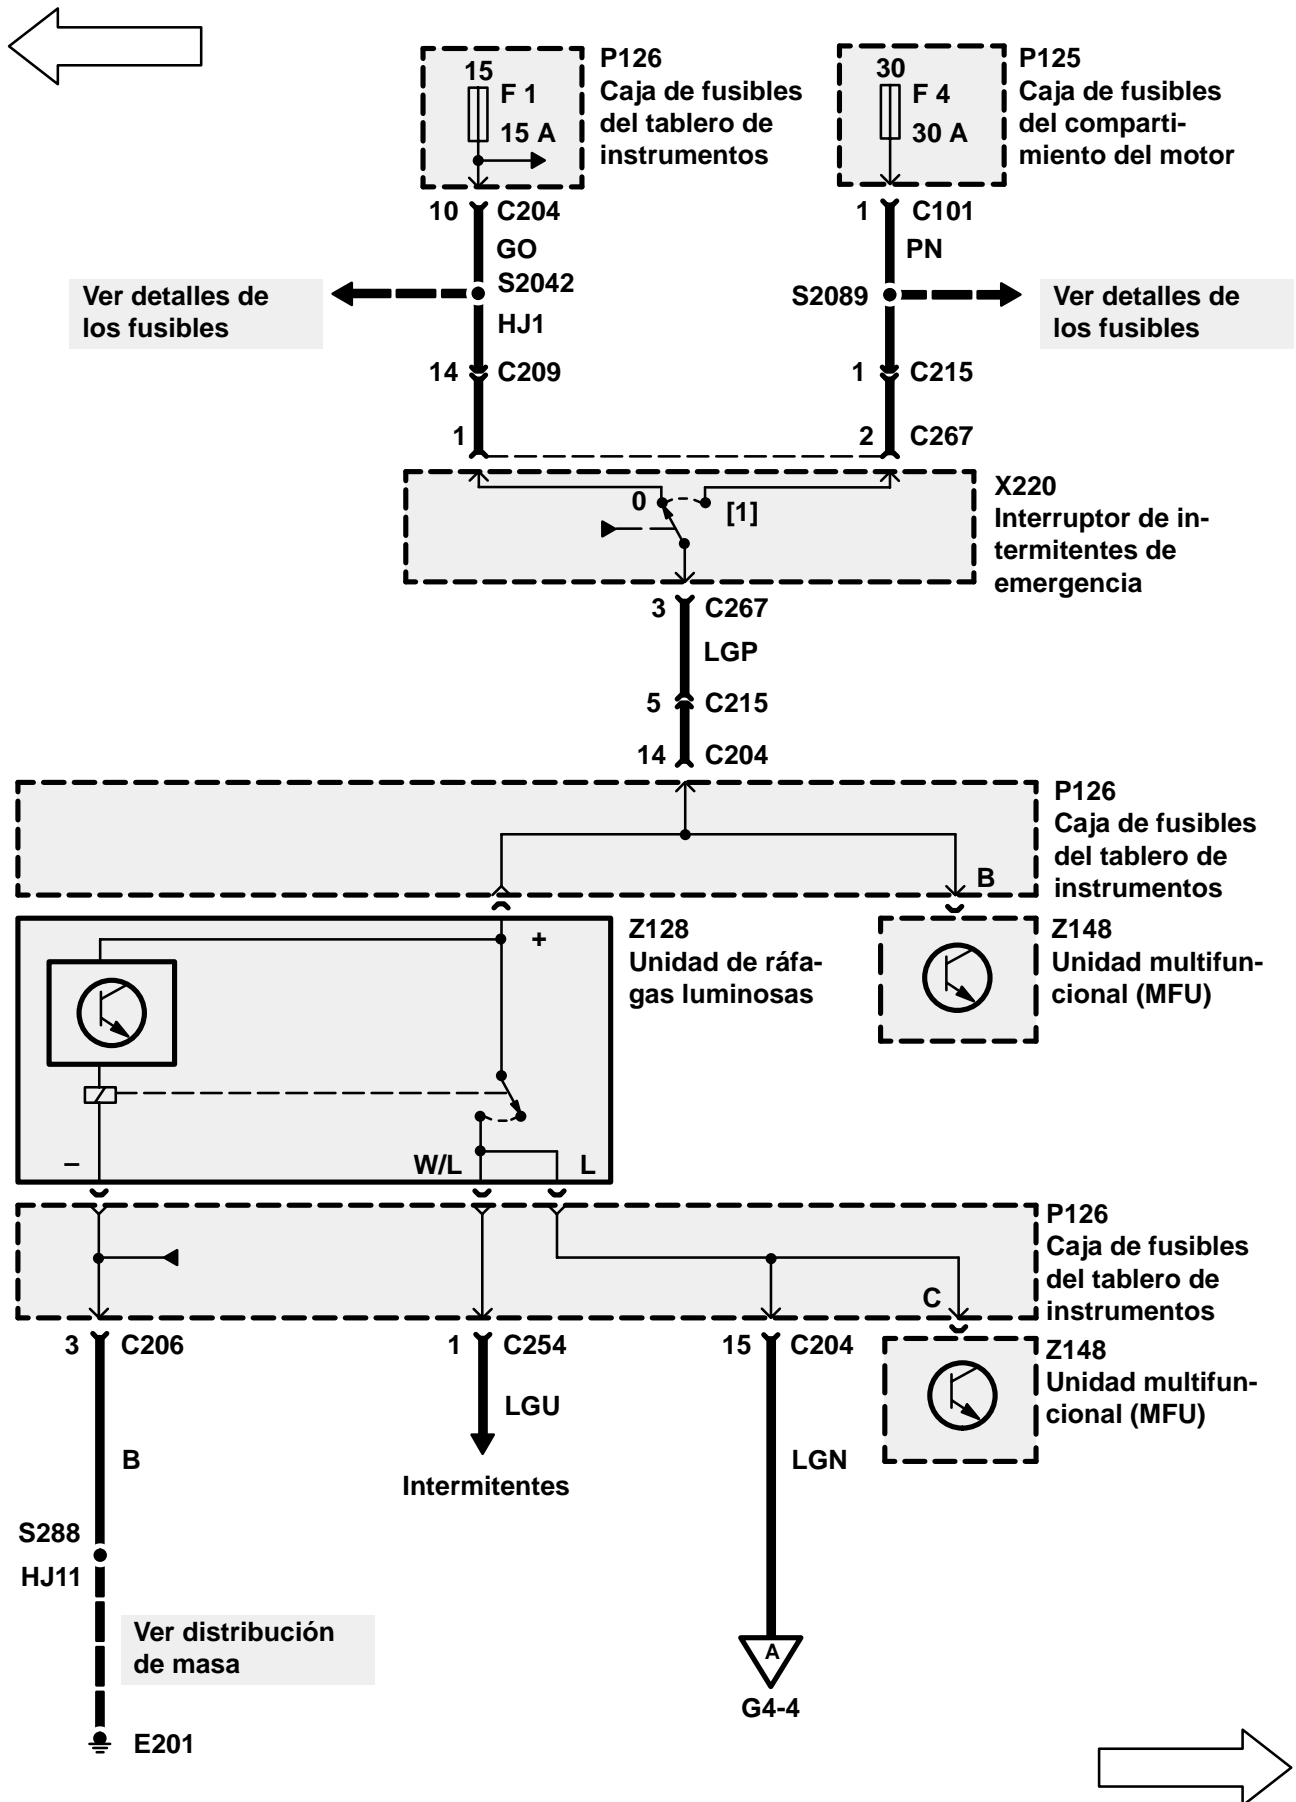 15
F 1
15 A
P126
Caja de fusibles
del tablero de
instrumentos
30
F 4
30 A
P125
Caja de fusibles
del comparti-
miento del motor
10 C204
GO
1 C101
PN
Ver detalles de
los fusibles
S2042
HJ1
S2089
Ver detalles de
los fusibles
14 C209
1 C215
1
2 C267
0
[1]
X220
Interruptor de in-
termitentes de
emergencia
3 C267
LGP
5 C215
14 C204
P126
Caja de fusibles
del tablero de
instrumentos
B
+
Z128
Unidad de ráfa-
gas luminosas
Z148
Unidad multifun-
cional (MFU)
–
W/L
L
P126
Caja de fusibles
del tablero de
instrumentos
C
3 C206
1 C254
15 C204
Z148
Unidad multifun-
cional (MFU)
LGU
B
LGN
Intermitentes
S288
HJ11
Ver distribución
de masa
A
G4-4
E201